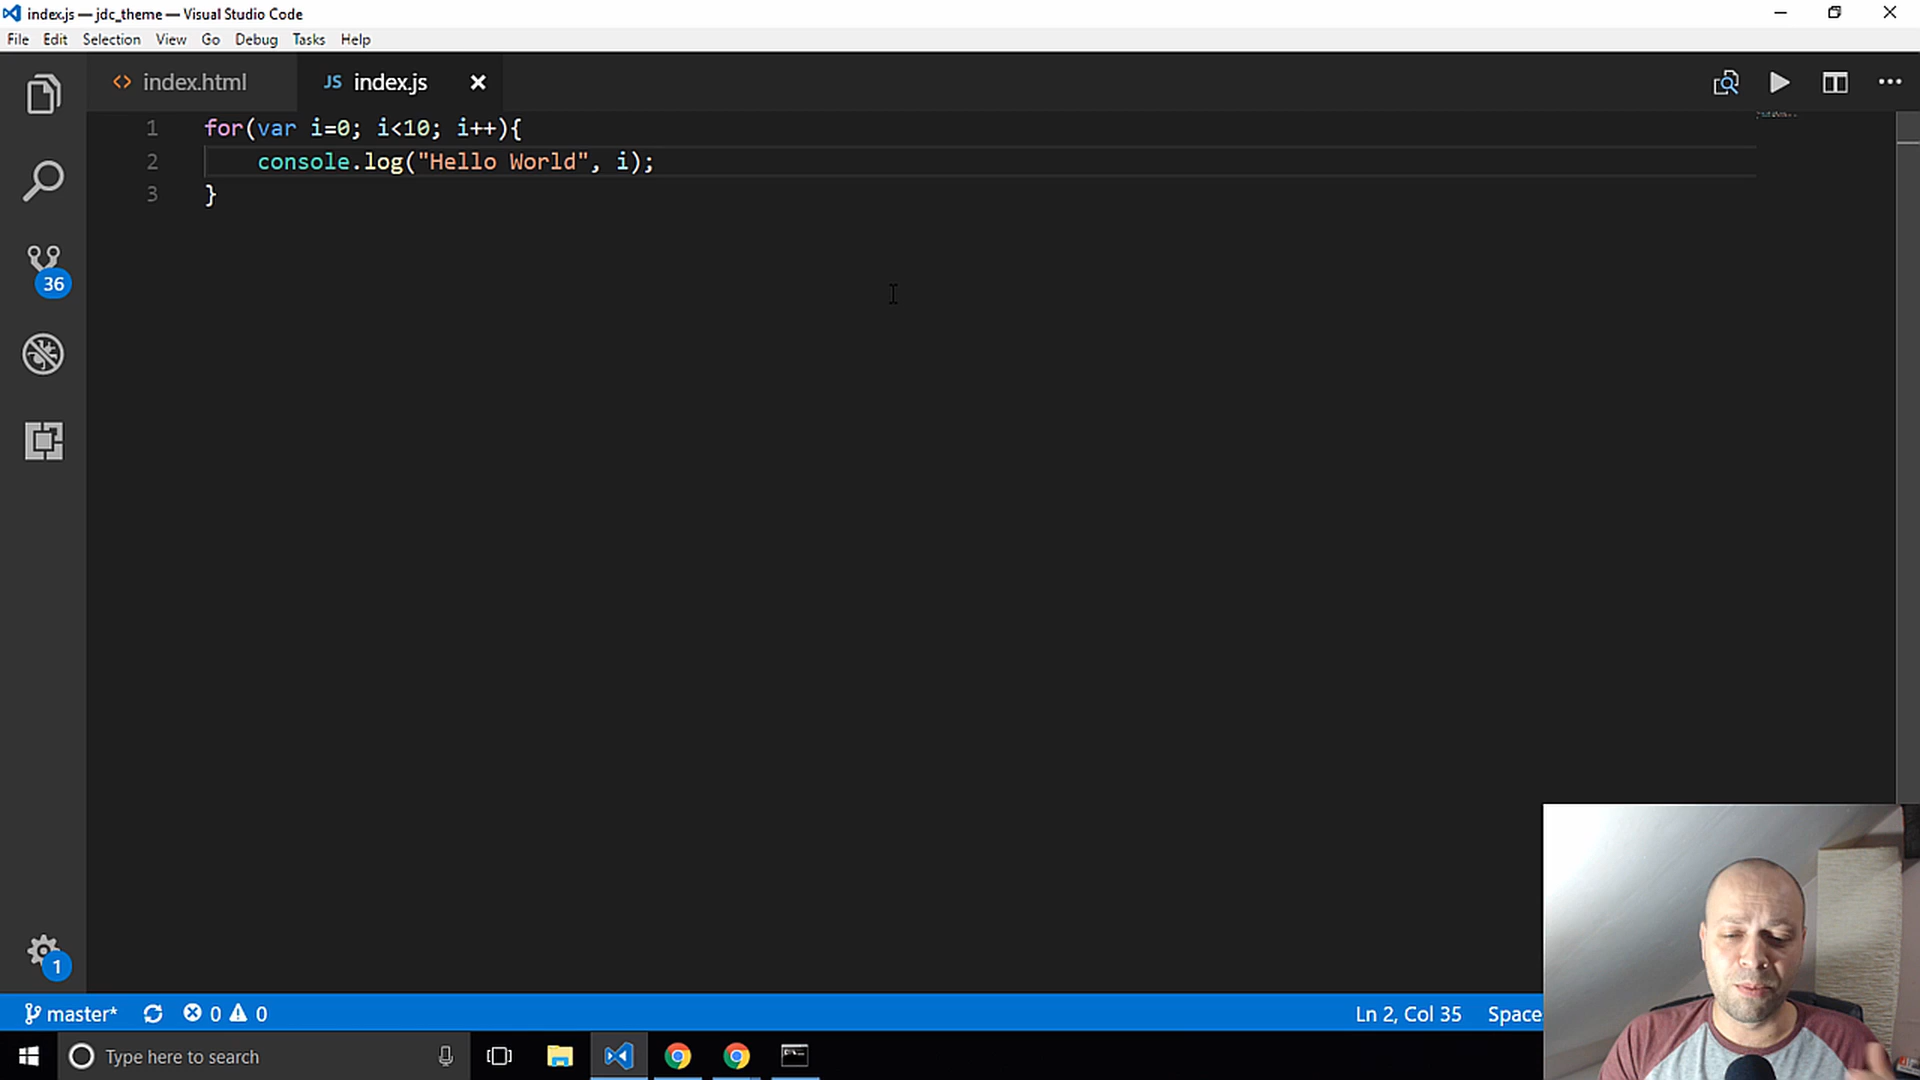 index.js — jdc_theme — Visual Studio Code
File Edit Selection View Go Debug Tasks Help
index.html JS index.js
1 for(var i=0; i<10; i++){
2 console.log("Hello World", i);
3 }
36
1
master* 0 0 Ln 2, Col 35 Space
Type here to search